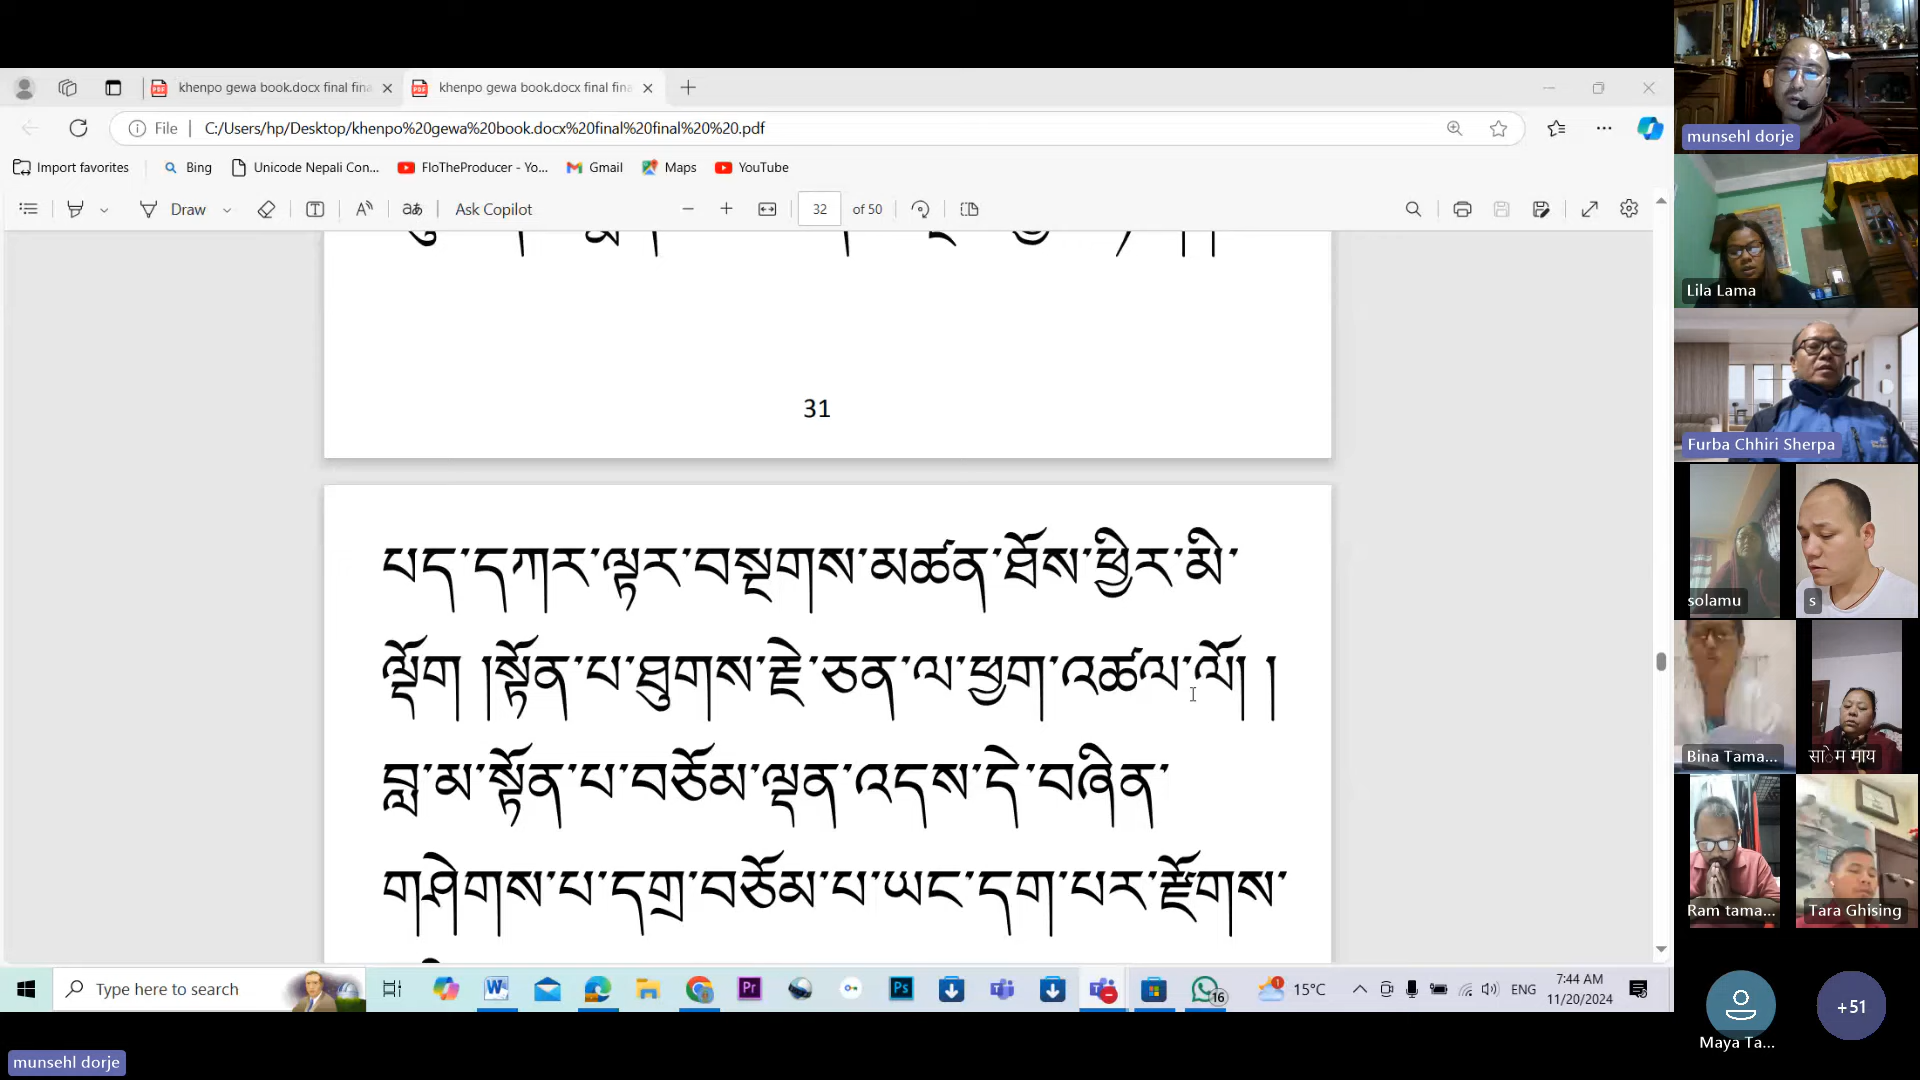 khenpo gewa book.docx final fina
khenpo gewa book.docx final fina
File
C:/Users/hp/Desktop/khenpo%20gewa%20book.docx%20final%20final%20%20.pdf
Import favorites
Bing
Unicode Nepali Con...
FloTheProducer - Yo...
Gmail
Maps
YouTube
Draw
Ask Copilot
32
of 50
31
པད་དཀར་ལྟར་བསྔགས་མཚན་ཐོས་ཕྱིར་མི་
ལྡོག །སྟོན་པ་ཐུགས་རྗེ་ཅན་ལ་ཕྱག་འཚལ་ལོ། །
བླ་མ་སྟོན་པ་བཅོམ་ལྡན་འདས་དེ་བཞིན་
གཤེགས་པ་དགྲ་བཅོམ་པ་ཡང་དག་པར་རྫོགས་
Type here to search
16
1
15°C
ENG
7:44 AM
11/20/2024
munsehl dorje
munsehl dorje
Lila Lama
Furba Chhiri Sherpa
solamu
s
Bina Tama...
साेम माय
Ram tama...
Tara Ghising
Maya Ta...
+51